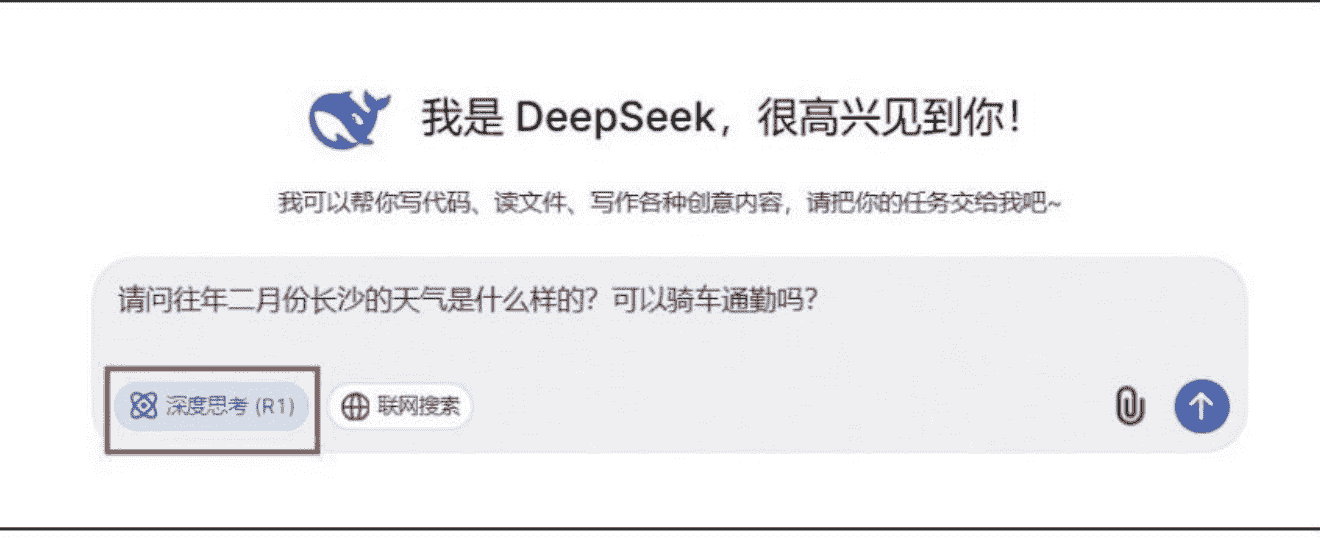 我是 DeepSeek，很高兴见到你！
我可以帮你写代码、读文件、写作各种创意内容，请把你的任务交给我吧~
请问往年二月份长沙的天气是什么样的？可以骑车通勤吗？
深度思考 (R1) 联网搜索